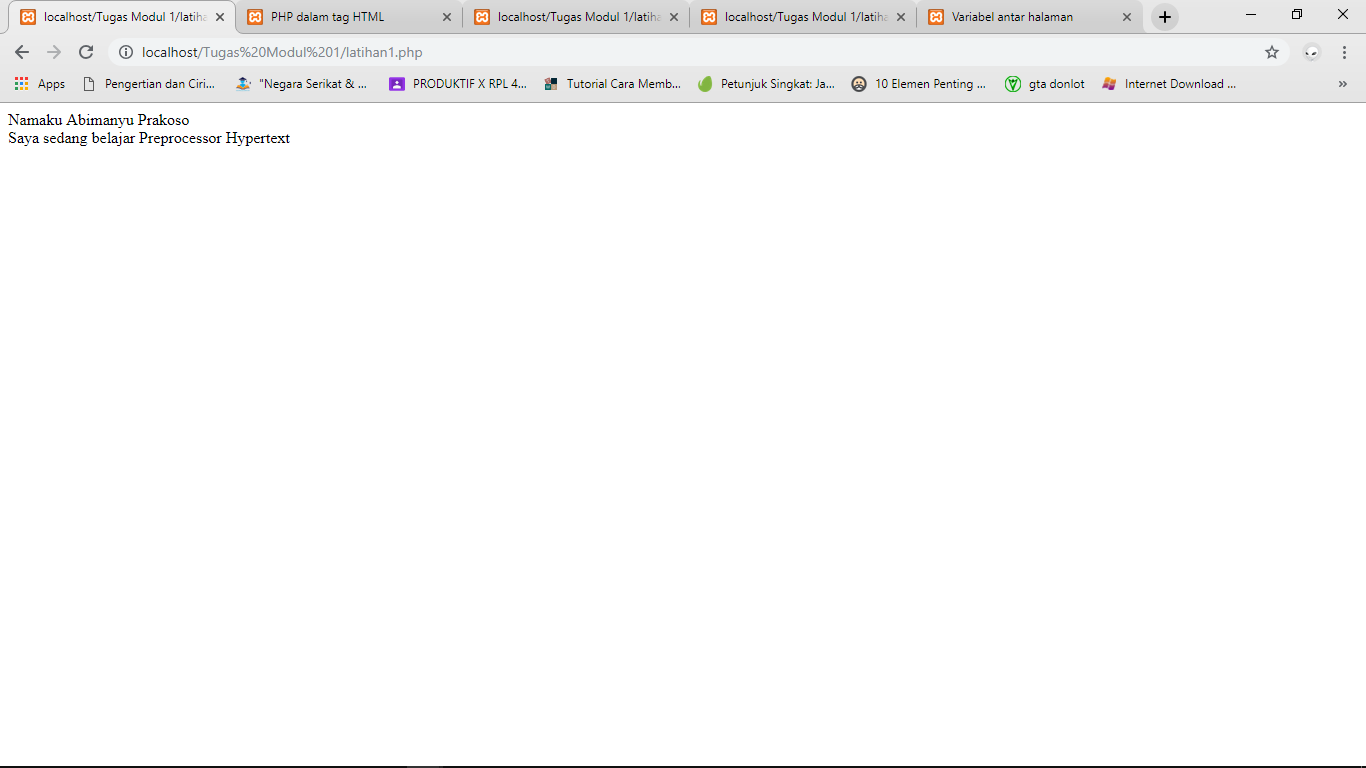 localhost/Tugas Modul 1/latiha
PHP dalam tag HTML
localhost/Tugas Modul 1/latiha
localhost/Tugas Modul 1/latiha
Variabel antar halaman
localhost/Tugas%20Modul%201/latihan1.php
Apps Pengertian dan Ciri... "Negara Serikat & ... PRODUKTIF X RPL 4... Tutorial Cara Memb... Petunjuk Singkat: Ja... 10 Elemen Penting ... gta donlot Internet Download ... »
Namaku Abimanyu Prakoso
Saya sedang belajar Preprocessor Hypertext